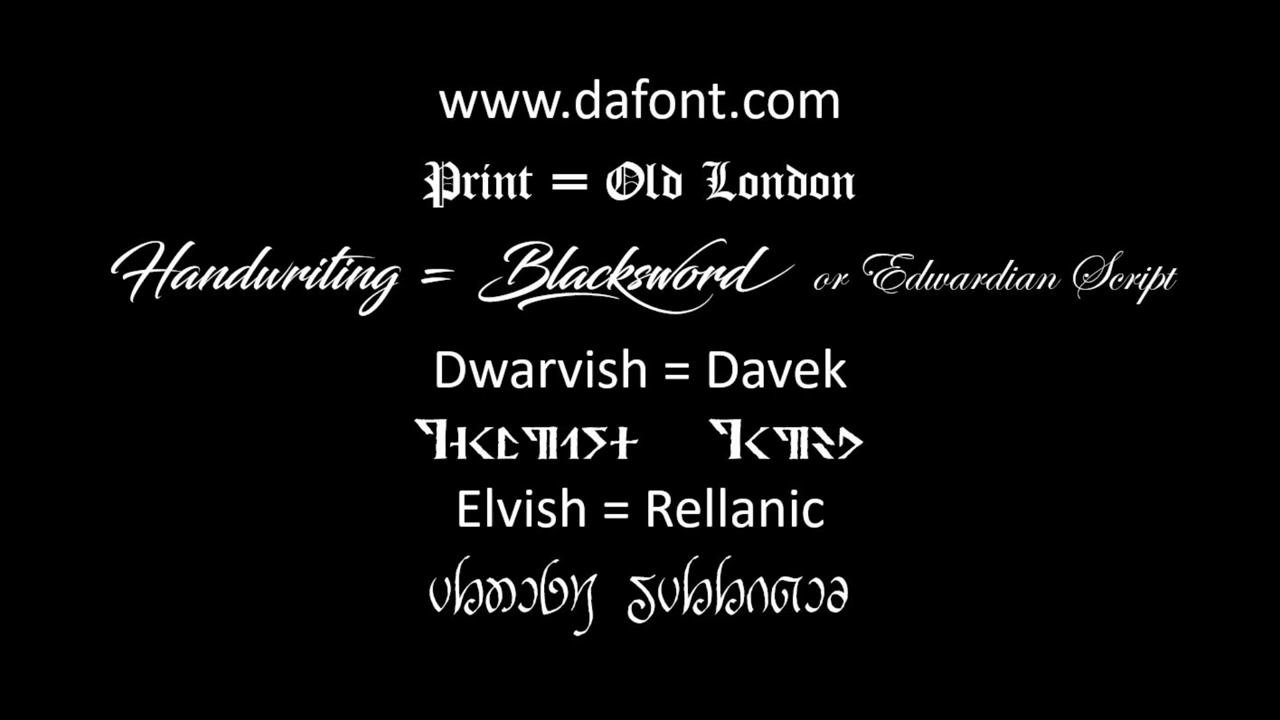 www.dafont.com
Print = Old London
Handwriting = Blacksword or Edwardian Script
Dwarvish = Davek
Elvish = Rellanic